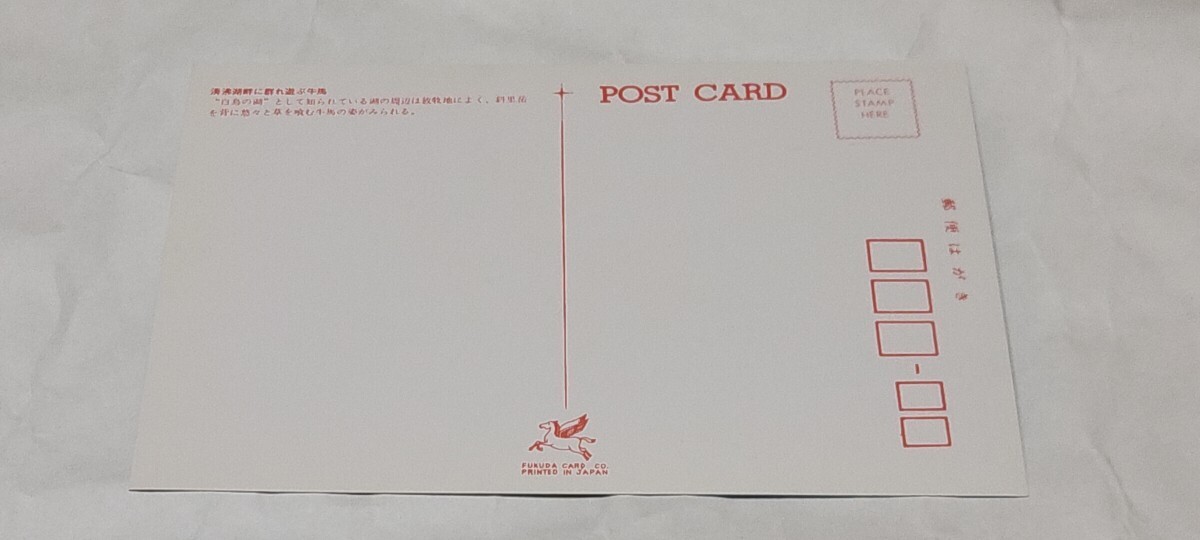 濤沸湖畔に群れ遊ぶ牛馬
“白鳥の湖”として知られている湖の周辺は放牧地によく、斜里岳
を背に悠々と草を喰む牛馬の姿がみられる。
POST CARD
PLACE
STAMP
HERE
郵便はがき
FUKUDA CARD. CO.
PRINTED IN JAPAN